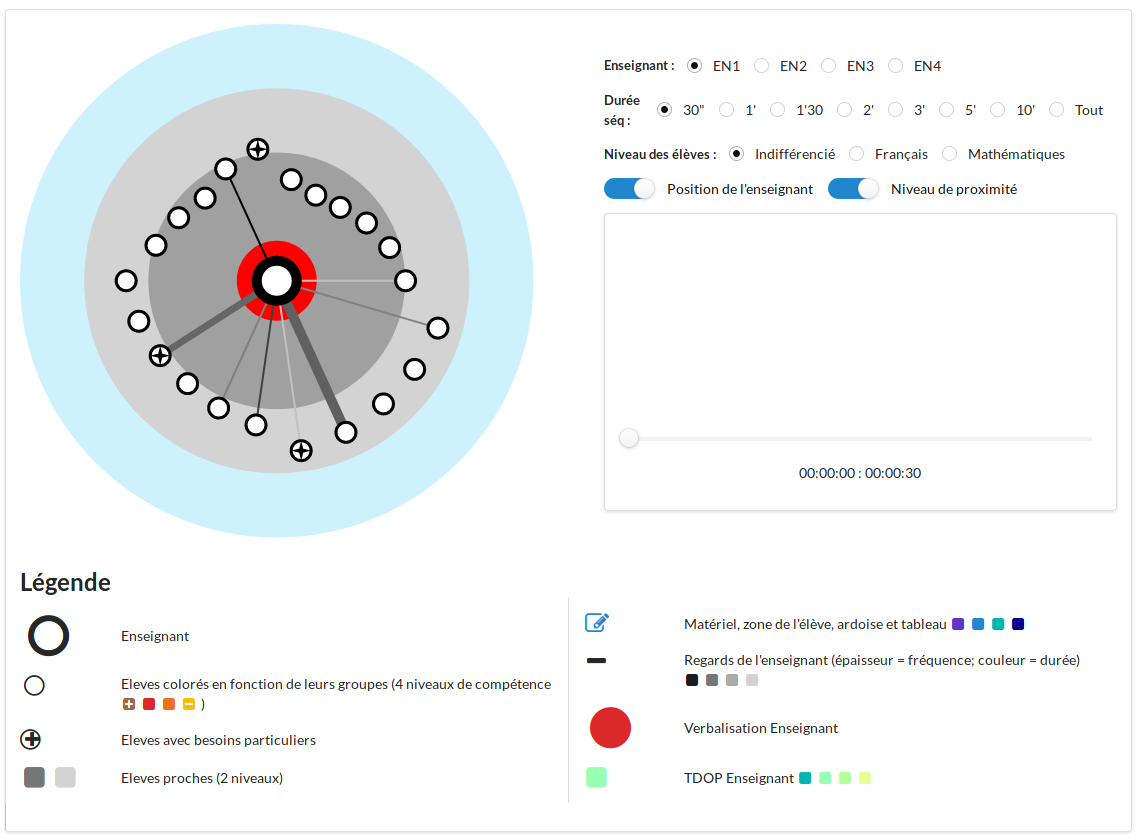 Enseignant : EN1 EN2 EN3 EN4
Durée
séq : 30" 1' 1'30 2' 3' 5' 10' Tout
Niveau des élèves : Indifférencié Français Mathématiques
Position de l'enseignant Niveau de proximité
00:00:00 : 00:00:30
Légende
Enseignant
Eleves colorés en fonction de leurs groupes (4 niveaux de compétence
)
Eleves avec besoins particuliers
Eleves proches (2 niveaux)
Matériel, zone de l'élève, ardoise et tableau
Regards de l'enseignant (épaisseur = fréquence; couleur = durée)
Verbalisation Enseignant
TDOP Enseignant